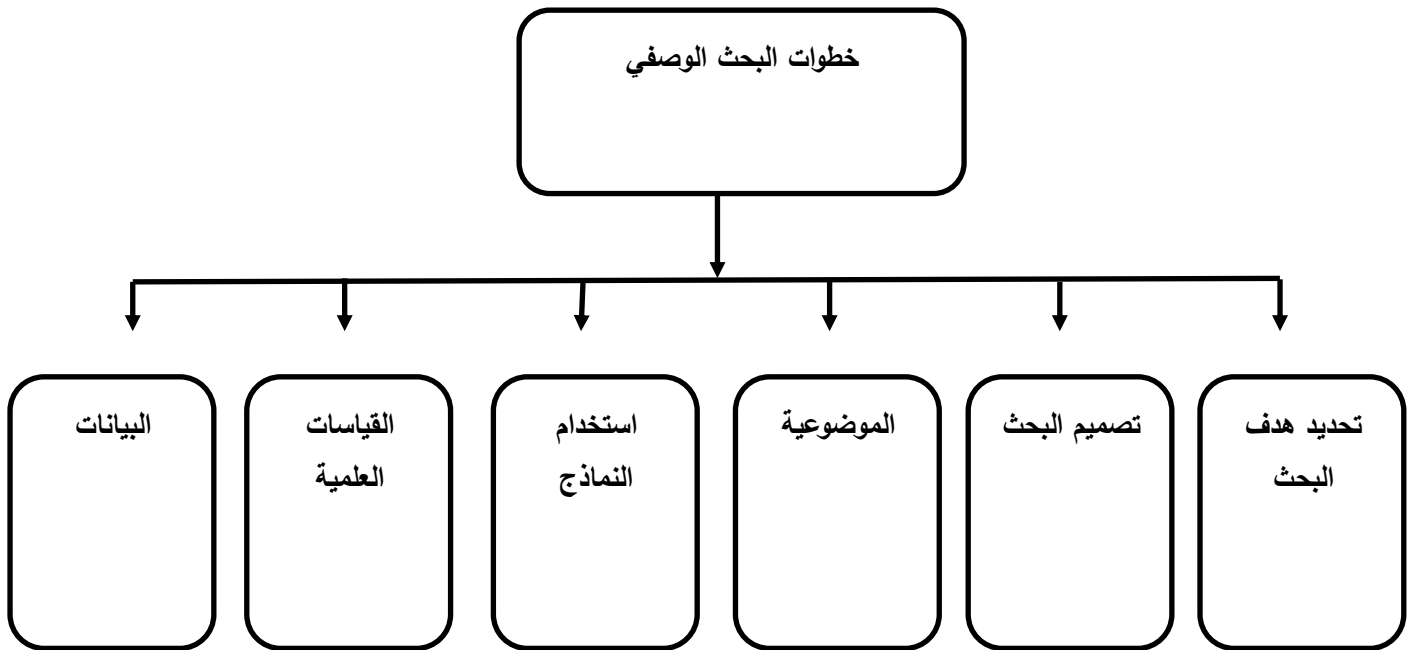 خطوات البحث الوصفي
تحديد هدف
البحث
تصميم البحث
الموضوعية
استخدام
النماذج
القياسات
العلمية
البيانات